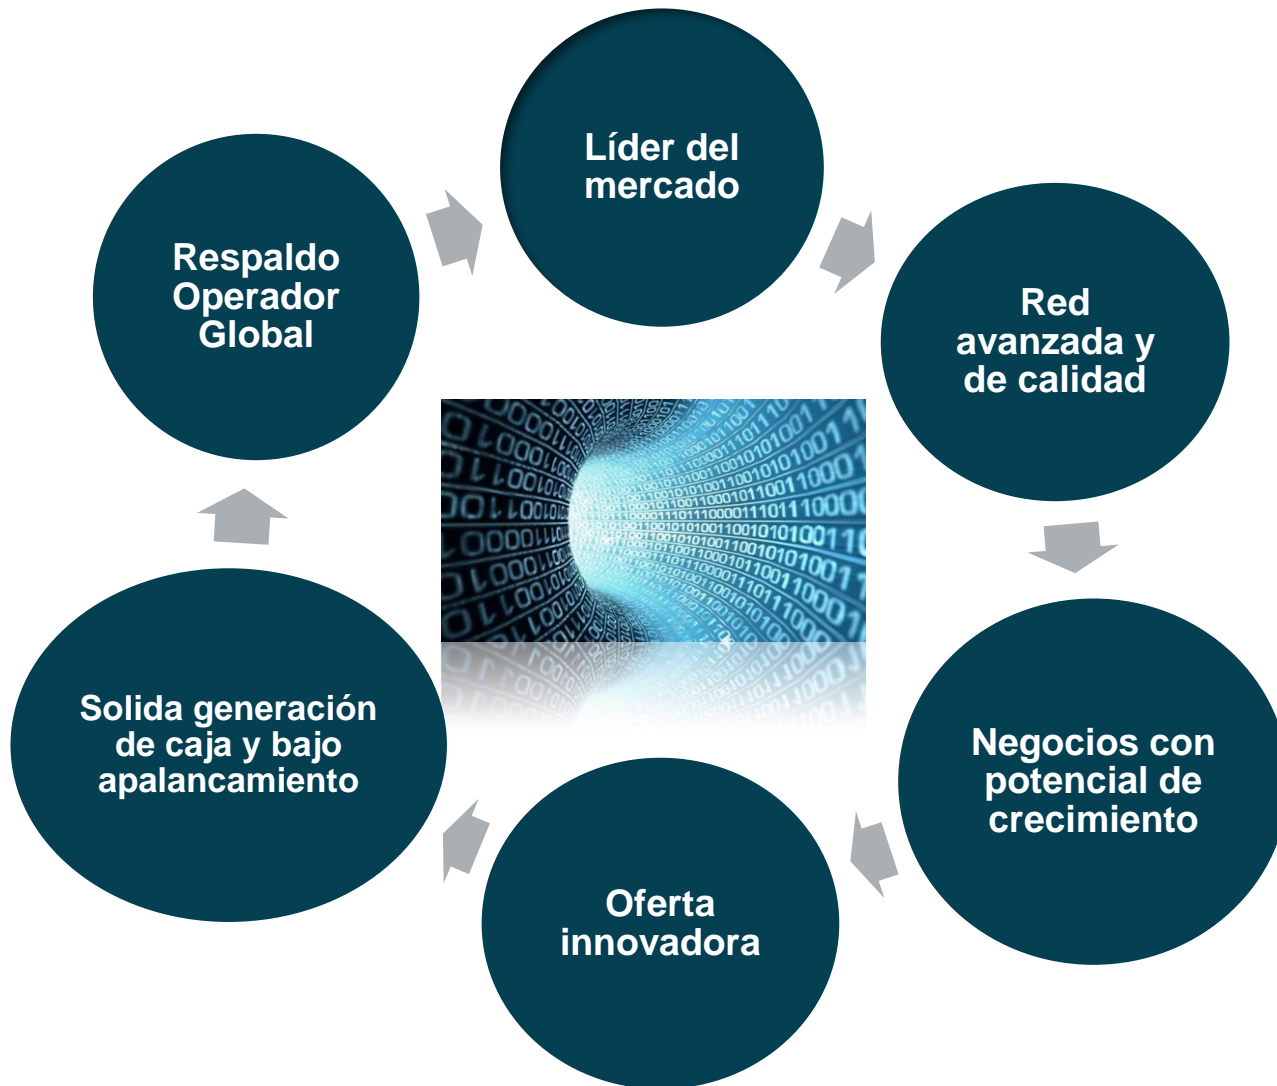 Líder del
mercado
Red
avanzada y
de calidad
Negocios con
potencial de
crecimiento
Oferta
innovadora
Solida generación
de caja y bajo
apalancamiento
Respaldo
Operador
Global